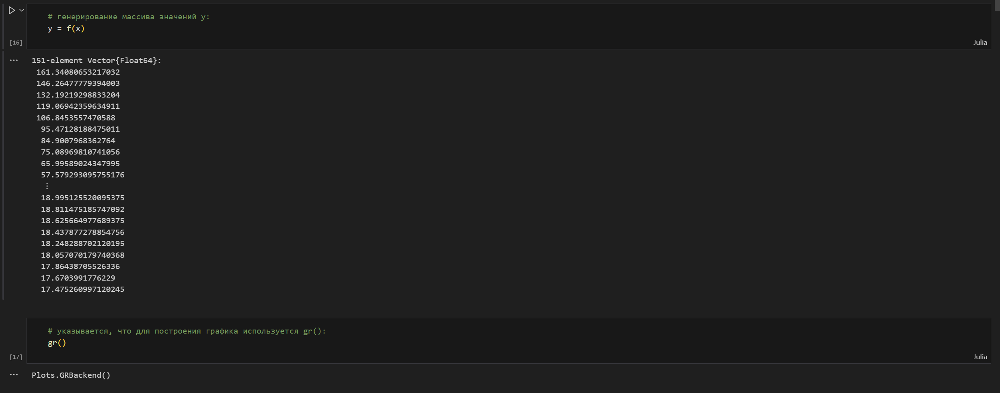 # генерирование массива значений y:
y = f(x)
[16]
Julia
... 151-element Vector{Float64}:
161.34080653217032
146.26477779394003
132.19219298833204
119.06942359634911
106.8453557470588
95.47128188475011
84.9007968362764
75.08969810741056
65.99589024347995
57.579293095755176
⋮
18.995125520095375
18.811475185747092
18.625664977689375
18.437877278854756
18.248288702120195
18.057070179740368
17.86438705526336
17.6703991776229
17.475260997120245
# указывается, что для построения графика используется gr():
gr()
[17]
Julia
... Plots.GRBackend()